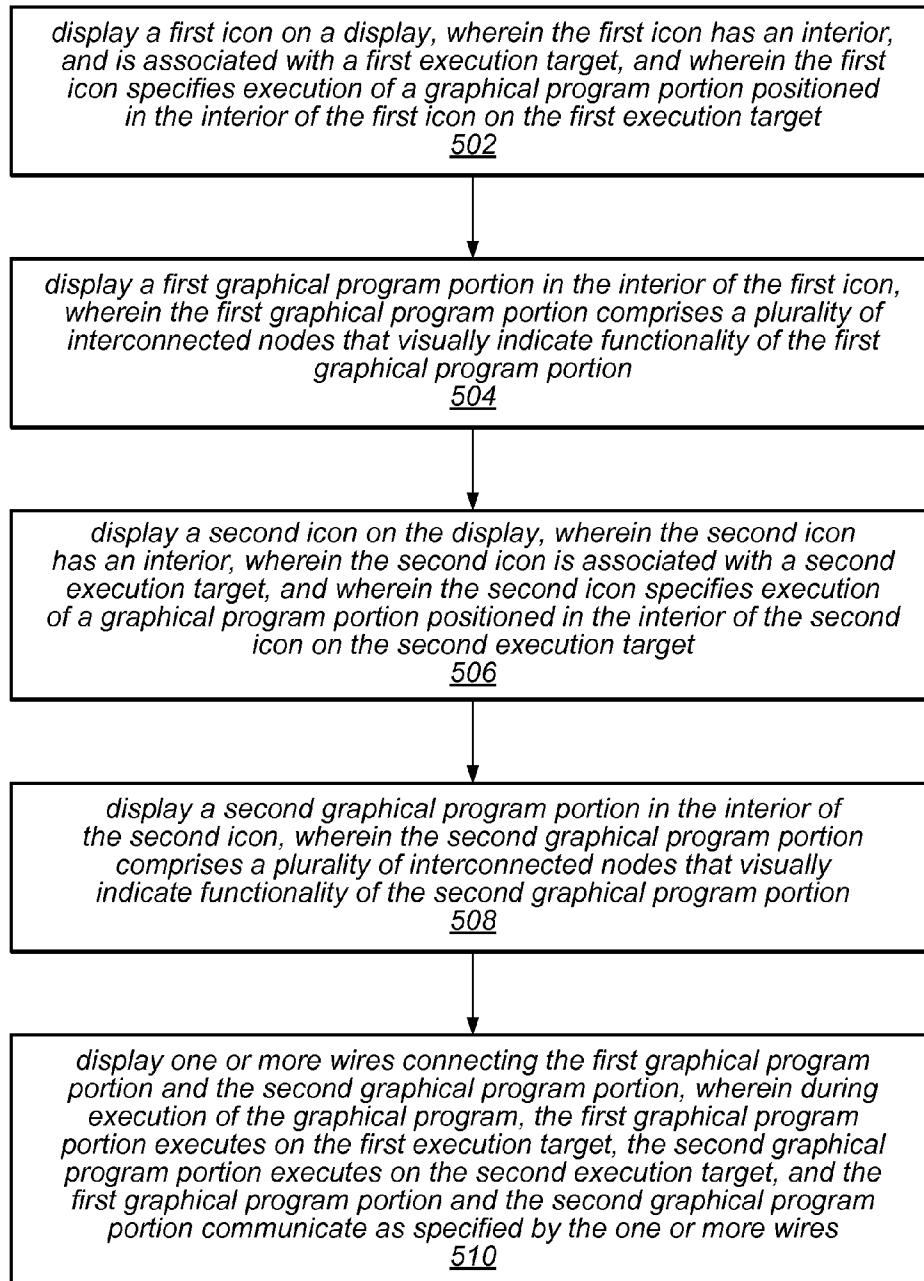 display a first icon on a display, wherein the first icon has an interior,
and is associated with a first execution target, and wherein the first
icon specifies execution of a graphical program portion positioned
in the interior of the first icon on the first execution target
502
display a first graphical program portion in the interior of the first icon,
wherein the first graphical program portion comprises a plurality of
interconnected nodes that visually indicate functionality of the first
graphical program portion
504
display a second icon on the display, wherein the second icon
has an interior, wherein the second icon is associated with a second
execution target, and wherein the second icon specifies execution
of a graphical program portion positioned in the interior of the second
icon on the second execution target
506
display a second graphical program portion in the interior of
the second icon, wherein the second graphical program portion
comprises a plurality of interconnected nodes that visually
indicate functionality of the second graphical program portion
508
display one or more wires connecting the first graphical program
portion and the second graphical program portion, wherein during
execution of the graphical program, the first graphical program
portion executes on the first execution target, the second graphical
program portion executes on the second execution target, and the
first graphical program portion and the second graphical program
portion communicate as specified by the one or more wires
510